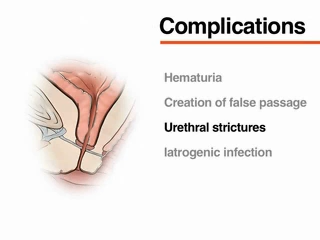 Complications
Hematuria
Creation of false passage
Urethral strictures
Iatrogenic infection